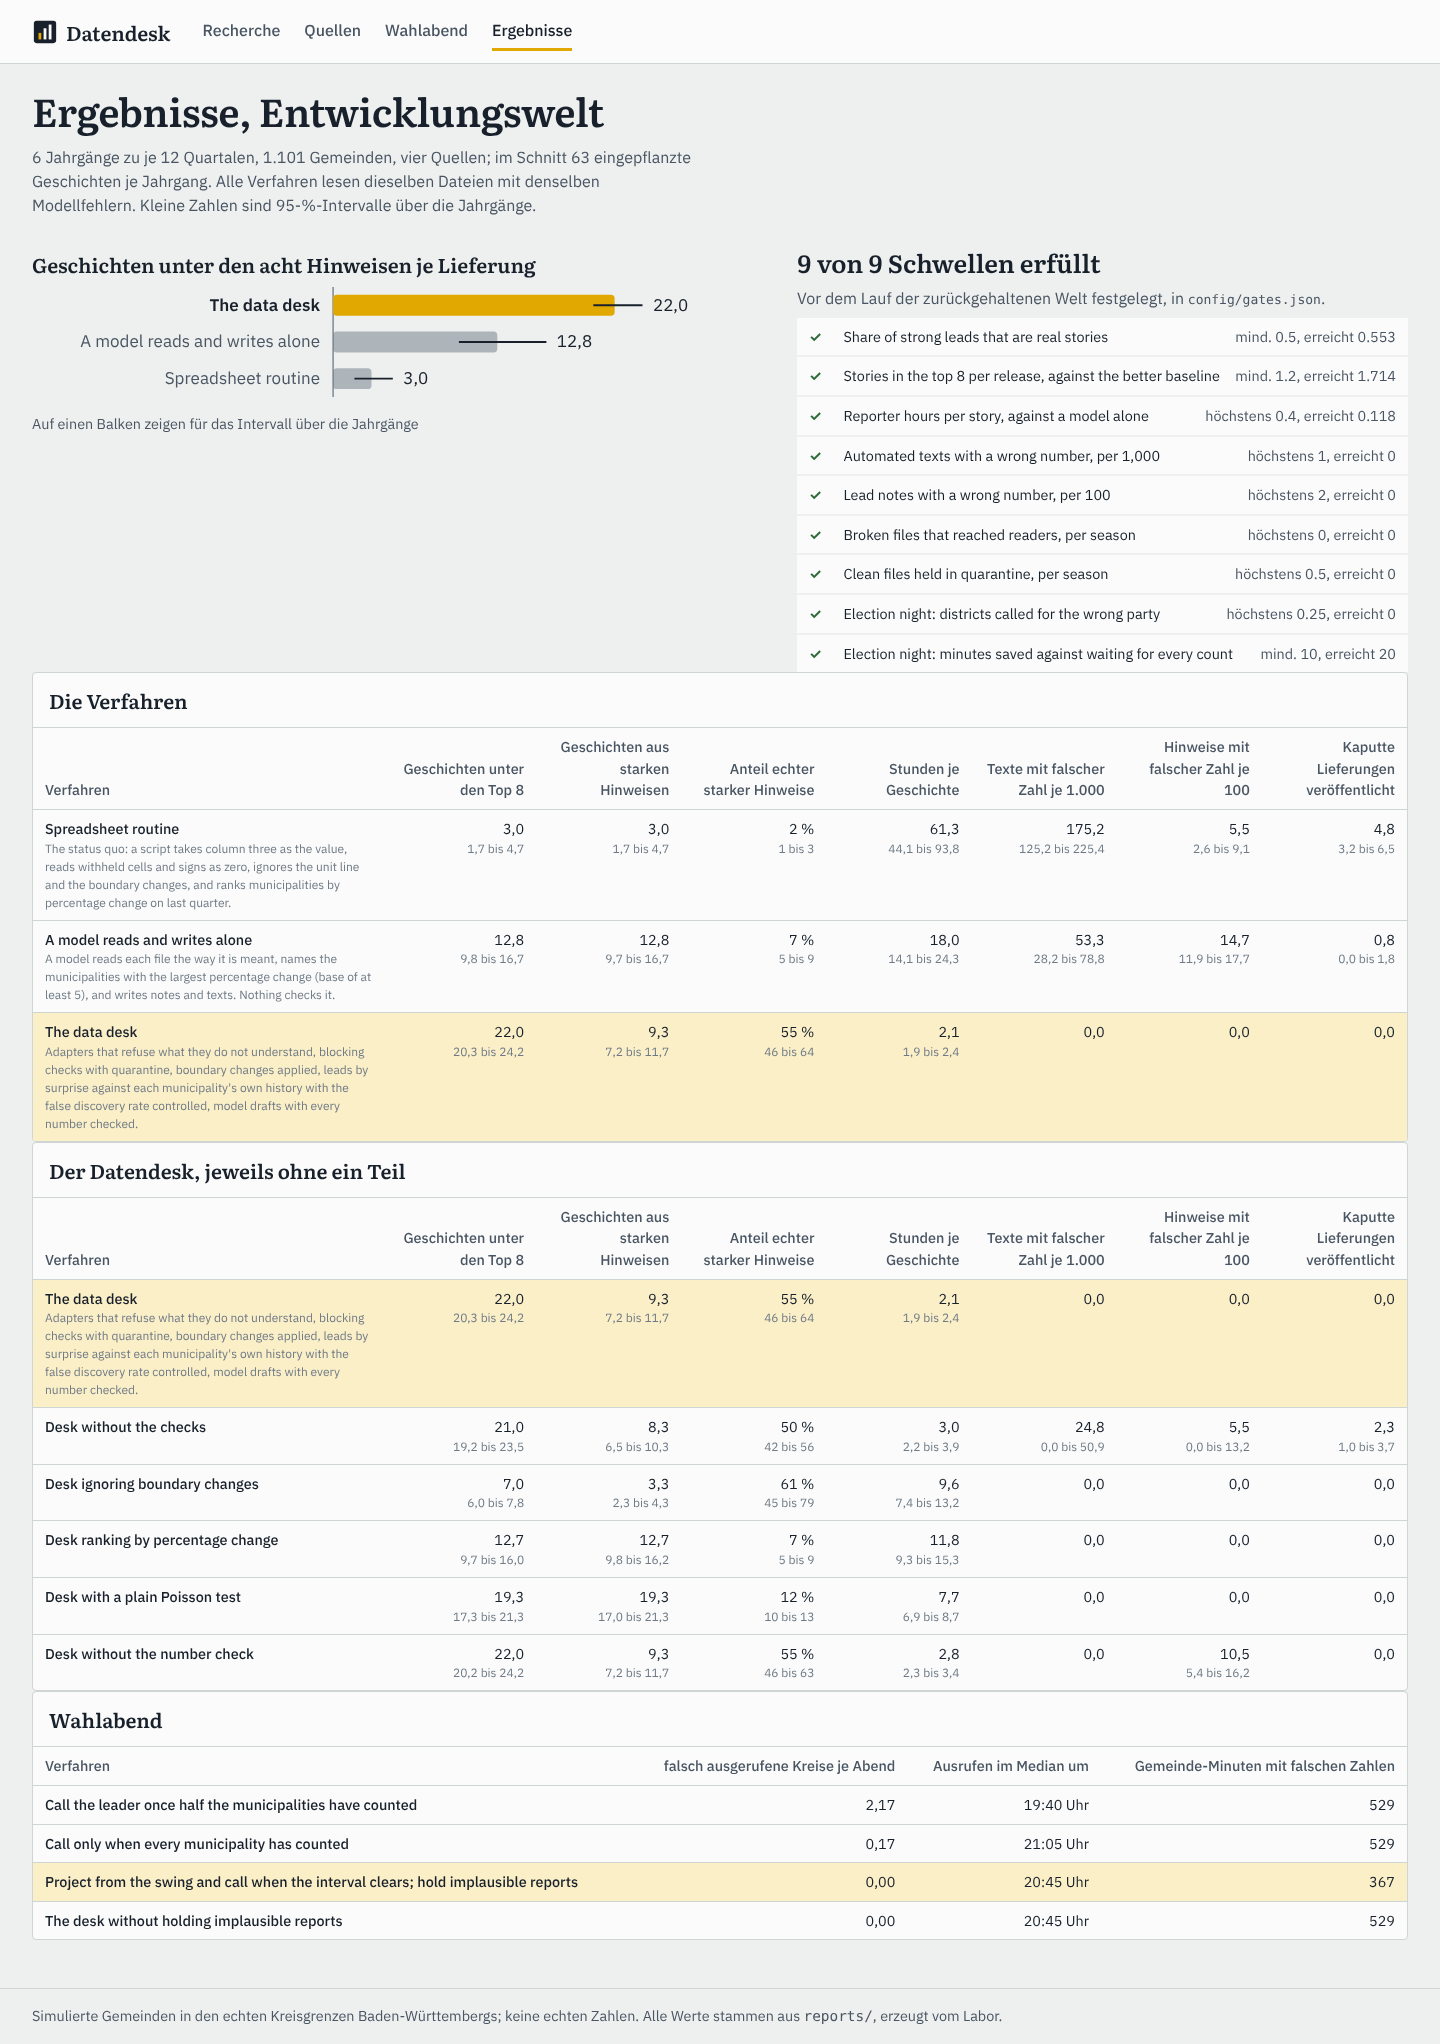 Datendesk
Recherche
Quellen
Wahlabend
Ergebnisse
Ergebnisse, Entwicklungswelt
6 Jahrgänge zu je 12 Quartalen, 1.101 Gemeinden, vier Quellen; im Schnitt 63 eingepflanzte
Geschichten je Jahrgang. Alle Verfahren lesen dieselben Dateien mit denselben
Modellfehlern. Kleine Zahlen sind 95-%-Intervalle über die Jahrgänge.
Geschichten unter den acht Hinweisen je Lieferung
The data desk 22,0
A model reads and writes alone 12,8
Spreadsheet routine 3,0
Auf einen Balken zeigen für das Intervall über die Jahrgänge
9 von 9 Schwellen erfüllt
Vor dem Lauf der zurückgehaltenen Welt festgelegt, in config/gates.json.
✓ Share of strong leads that are real stories mind. 0.5, erreicht 0.553
✓ Stories in the top 8 per release, against the better baseline mind. 1.2, erreicht 1.714
✓ Reporter hours per story, against a model alone höchstens 0.4, erreicht 0.118
✓ Automated texts with a wrong number, per 1,000 höchstens 1, erreicht 0
✓ Lead notes with a wrong number, per 100 höchstens 2, erreicht 0
✓ Broken files that reached readers, per season höchstens 0, erreicht 0
✓ Clean files held in quarantine, per season höchstens 0.5, erreicht 0
✓ Election night: districts called for the wrong party höchstens 0.25, erreicht 0
✓ Election night: minutes saved against waiting for every count mind. 10, erreicht 20
Die Verfahren
Geschichten aus Hinweise mit Kaputte
Geschichten unter starken Anteil echter Stunden je Texte mit falscher falscher Zahl je Lieferungen
Verfahren den Top 8 Hinweisen starker Hinweise Geschichte Zahl je 1.000 100 veröffentlicht
Spreadsheet routine 3,0 3,0 2 % 61,3 175,2 5,5 4,8
The status quo: a script takes column three as the value, 1,7 bis 4,7 1,7 bis 4,7 1 bis 3 44,1 bis 93,8 125,2 bis 225,4 2,6 bis 9,1 3,2 bis 6,5
reads withheld cells and signs as zero, ignores the unit line
and the boundary changes, and ranks municipalities by
percentage change on last quarter.
A model reads and writes alone 12,8 12,8 7 % 18,0 53,3 14,7 0,8
A model reads each file the way it is meant, names the 9,8 bis 16,7 9,7 bis 16,7 5 bis 9 14,1 bis 24,3 28,2 bis 78,8 11,9 bis 17,7 0,0 bis 1,8
municipalities with the largest percentage change (base of at
least 5), and writes notes and texts. Nothing checks it.
The data desk 22,0 9,3 55 % 2,1 0,0 0,0 0,0
Adapters that refuse what they do not understand, blocking 20,3 bis 24,2 7,2 bis 11,7 46 bis 64 1,9 bis 2,4
checks with quarantine, boundary changes applied, leads by
surprise against each municipality's own history with the
false discovery rate controlled, model drafts with every
number checked.
Der Datendesk, jeweils ohne ein Teil
Geschichten aus Hinweise mit Kaputte
Geschichten unter starken Anteil echter Stunden je Texte mit falscher falscher Zahl je Lieferungen
Verfahren den Top 8 Hinweisen starker Hinweise Geschichte Zahl je 1.000 100 veröffentlicht
The data desk 22,0 9,3 55 % 2,1 0,0 0,0 0,0
Adapters that refuse what they do not understand, blocking 20,3 bis 24,2 7,2 bis 11,7 46 bis 64 1,9 bis 2,4
checks with quarantine, boundary changes applied, leads by
surprise against each municipality's own history with the
false discovery rate controlled, model drafts with every
number checked.
Desk without the checks 21,0 8,3 50 % 3,0 24,8 5,5 2,3
19,2 bis 23,5 6,5 bis 10,3 42 bis 56 2,2 bis 3,9 0,0 bis 50,9 0,0 bis 13,2 1,0 bis 3,7
Desk ignoring boundary changes 7,0 3,3 61 % 9,6 0,0 0,0 0,0
6,0 bis 7,8 2,3 bis 4,3 45 bis 79 7,4 bis 13,2
Desk ranking by percentage change 12,7 12,7 7 % 11,8 0,0 0,0 0,0
9,7 bis 16,0 9,8 bis 16,2 5 bis 9 9,3 bis 15,3
Desk with a plain Poisson test 19,3 19,3 12 % 7,7 0,0 0,0 0,0
17,3 bis 21,3 17,0 bis 21,3 10 bis 13 6,9 bis 8,7
Desk without the number check 22,0 9,3 55 % 2,8 0,0 10,5 0,0
20,2 bis 24,2 7,2 bis 11,7 46 bis 63 2,3 bis 3,4 5,4 bis 16,2
Wahlabend
Verfahren falsch ausgerufene Kreise je Abend Ausrufen im Median um Gemeinde-Minuten mit falschen Zahlen
Call the leader once half the municipalities have counted 2,17 19:40 Uhr 529
Call only when every municipality has counted 0,17 21:05 Uhr 529
Project from the swing and call when the interval clears; hold implausible reports 0,00 20:45 Uhr 367
The desk without holding implausible reports 0,00 20:45 Uhr 529
Simulierte Gemeinden in den echten Kreisgrenzen Baden-Württembergs; keine echten Zahlen. Alle Werte stammen aus reports/, erzeugt vom Labor.